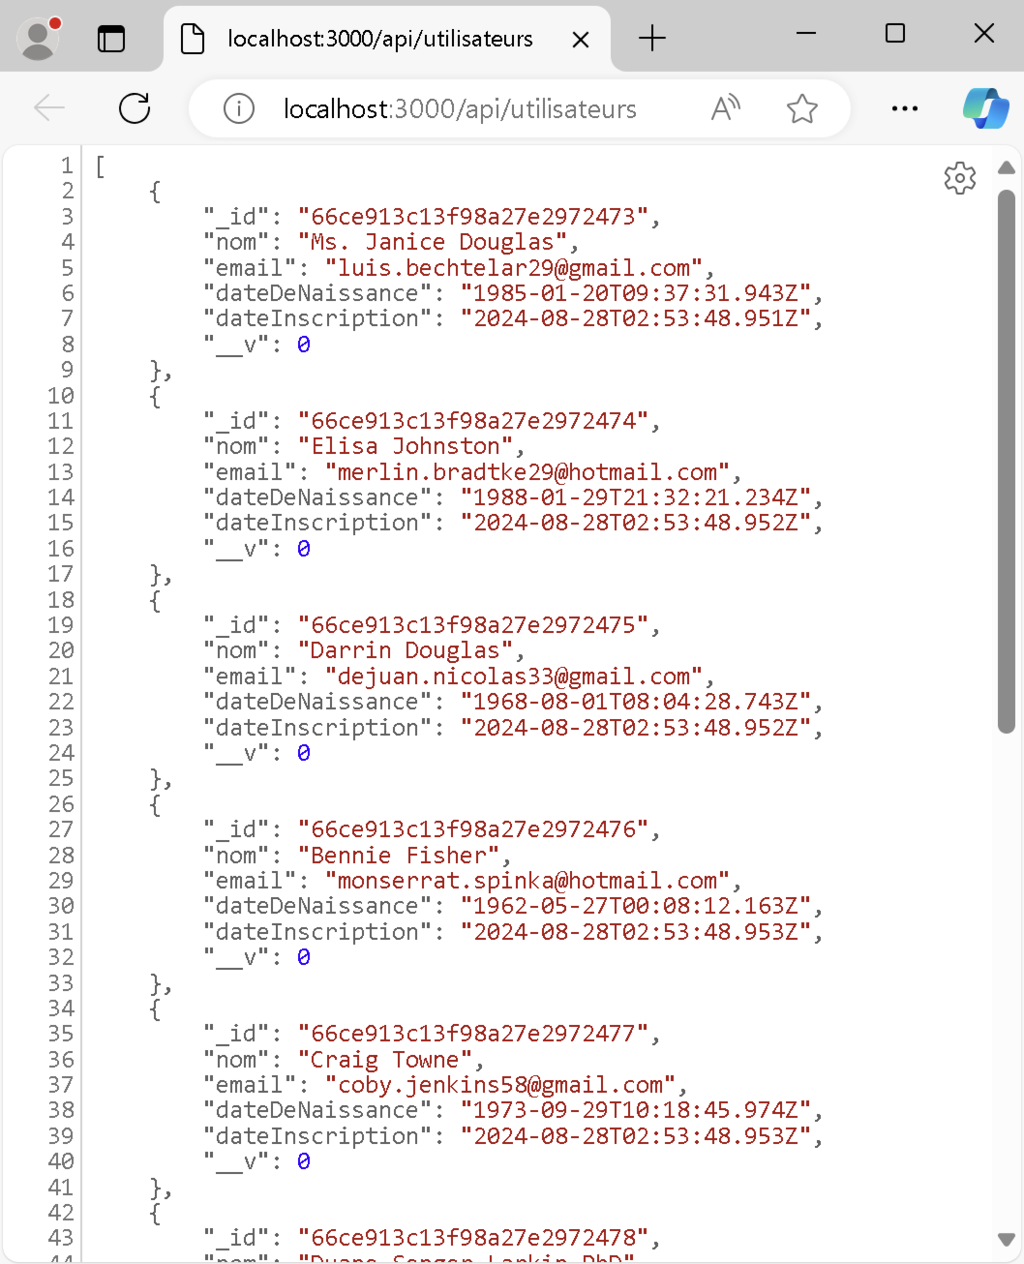 localhost:3000/api/utilisateurs
localhost:3000/api/utilisateurs
1 [
2 {
3 "_id": "66ce913c13f98a27e2972473",
4 "nom": "Ms. Janice Douglas",
5 "email": "luis.bechtelar29@gmail.com",
6 "dateDeNaissance": "1985-01-20T09:37:31.943Z",
7 "dateInscription": "2024-08-28T02:53:48.951Z",
8 "__v": 0
9 },
10 {
11 "_id": "66ce913c13f98a27e2972474",
12 "nom": "Elisa Johnston",
13 "email": "merlin.bradtke29@hotmail.com",
14 "dateDeNaissance": "1988-01-29T21:32:21.234Z",
15 "dateInscription": "2024-08-28T02:53:48.952Z",
16 "__v": 0
17 },
18 {
19 "_id": "66ce913c13f98a27e2972475",
20 "nom": "Darrin Douglas",
21 "email": "dejuan.nicolas33@gmail.com",
22 "dateDeNaissance": "1968-08-01T08:04:28.743Z",
23 "dateInscription": "2024-08-28T02:53:48.952Z",
24 "__v": 0
25 },
26 {
27 "_id": "66ce913c13f98a27e2972476",
28 "nom": "Bennie Fisher",
29 "email": "monserrat.spinka@hotmail.com",
30 "dateDeNaissance": "1962-05-27T00:08:12.163Z",
31 "dateInscription": "2024-08-28T02:53:48.953Z",
32 "__v": 0
33 },
34 {
35 "_id": "66ce913c13f98a27e2972477",
36 "nom": "Craig Towne",
37 "email": "coby.jenkins58@gmail.com",
38 "dateDeNaissance": "1973-09-29T10:18:45.974Z",
39 "dateInscription": "2024-08-28T02:53:48.953Z",
40 "__v": 0
41 },
42 {
43 "_id": "66ce913c13f98a27e2972478",
44 "nom":